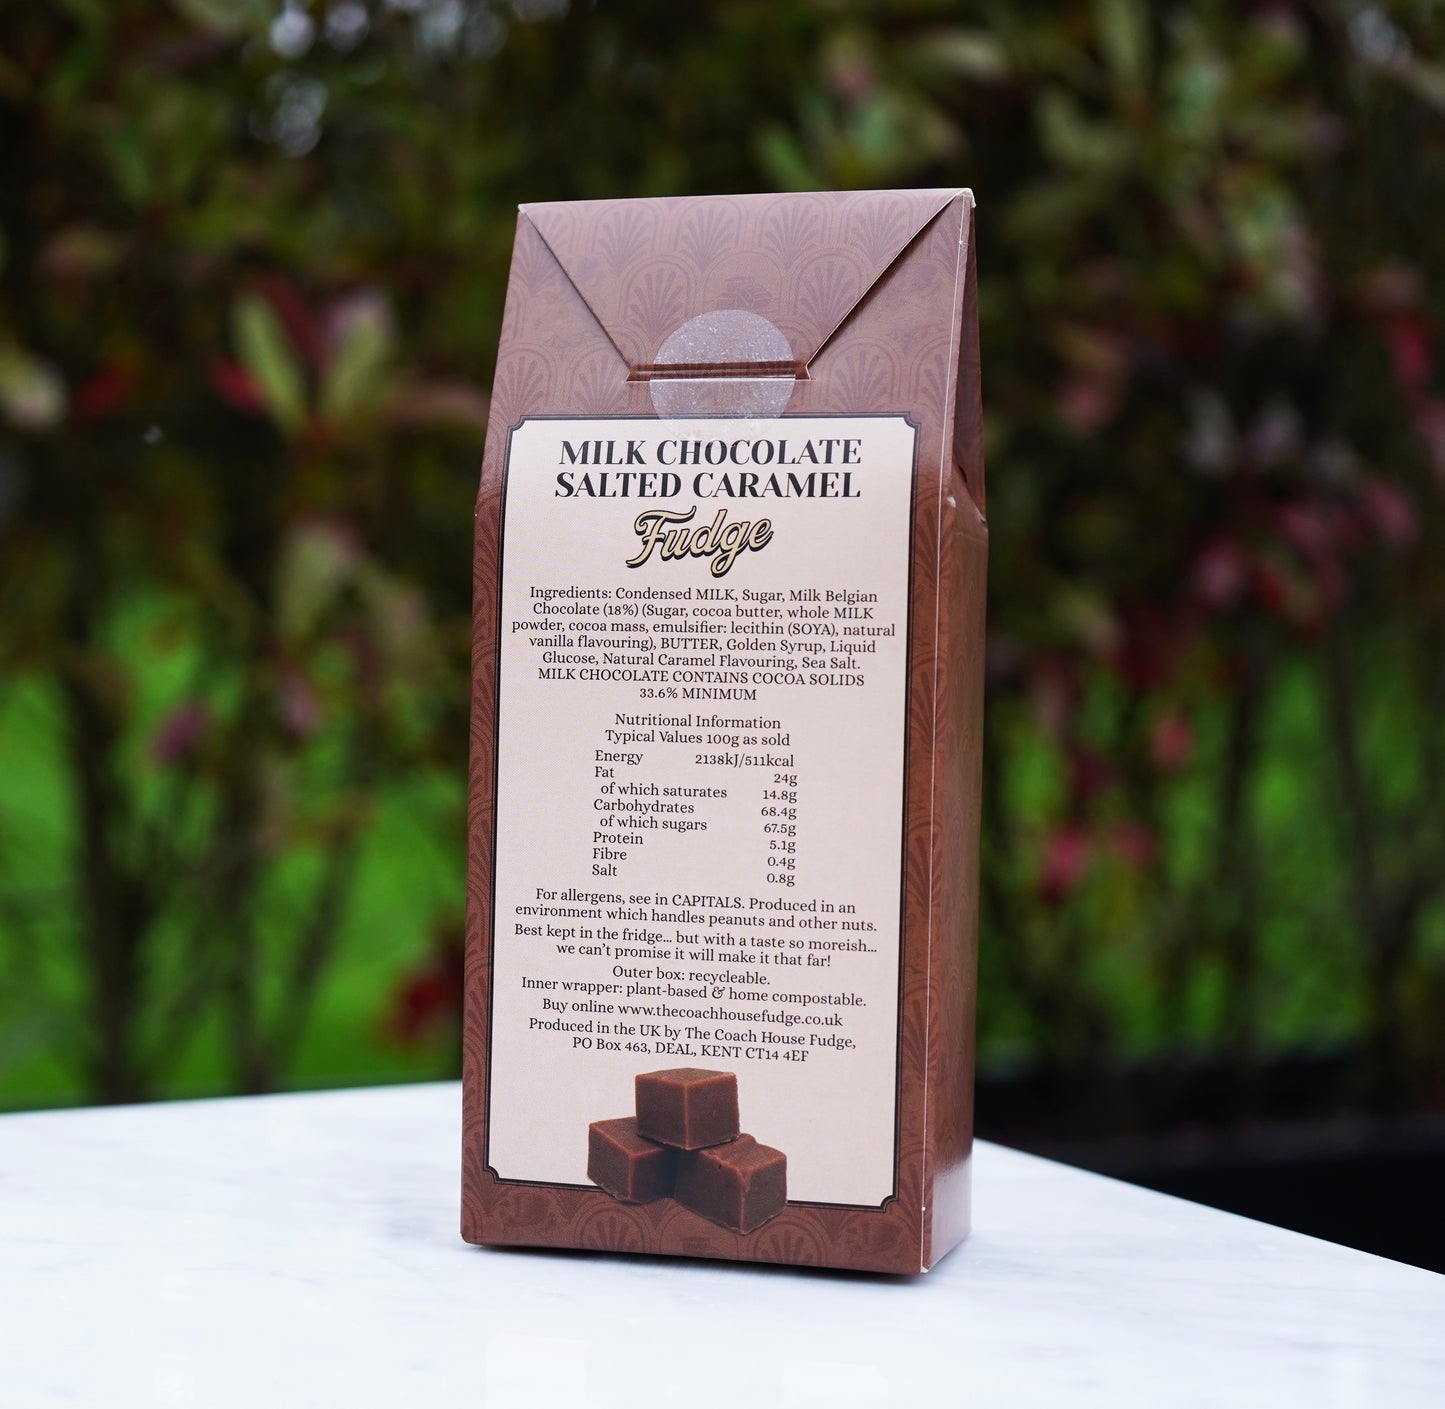 MILK CHOCOLATE
SALTED CARAMEL
Fudge
Ingredients: Condensed MILK, Sugar, Milk Belgian
Chocolate (18%) (Sugar, cocoa butter, whole MILK
powder, cocoa mass, emulsifier: lecithin (SOYA), natural
vanilla flavouring), BUTTER, Golden Syrup, Liquid
Glucose, Natural Caramel Flavouring, Sea Salt.
MILK CHOCOLATE CONTAINS COCOA SOLIDS
33.6% MINIMUM
Nutritional Information
Typical Values 100g as sold
Energy 2138kJ/511kcal
Fat 24g
of which saturates 14.8g
Carbohydrates 68.4g
of which sugars 67.5g
Protein 5.1g
Fibre 0.4g
Salt 0.8g
For allergens, see in CAPITALS. Produced in an
environment which handles peanuts and other nuts.
Best kept in the fridge... but with a taste so moreish...
we can't promise it will make it that far!
Outer box: recycleable.
Inner wrapper: plant-based & home compostable.
Buy online www.thecoachhousefudge.co.uk
Produced in the UK by The Coach House Fudge,
PO Box 463, DEAL, KENT CT14 4EF